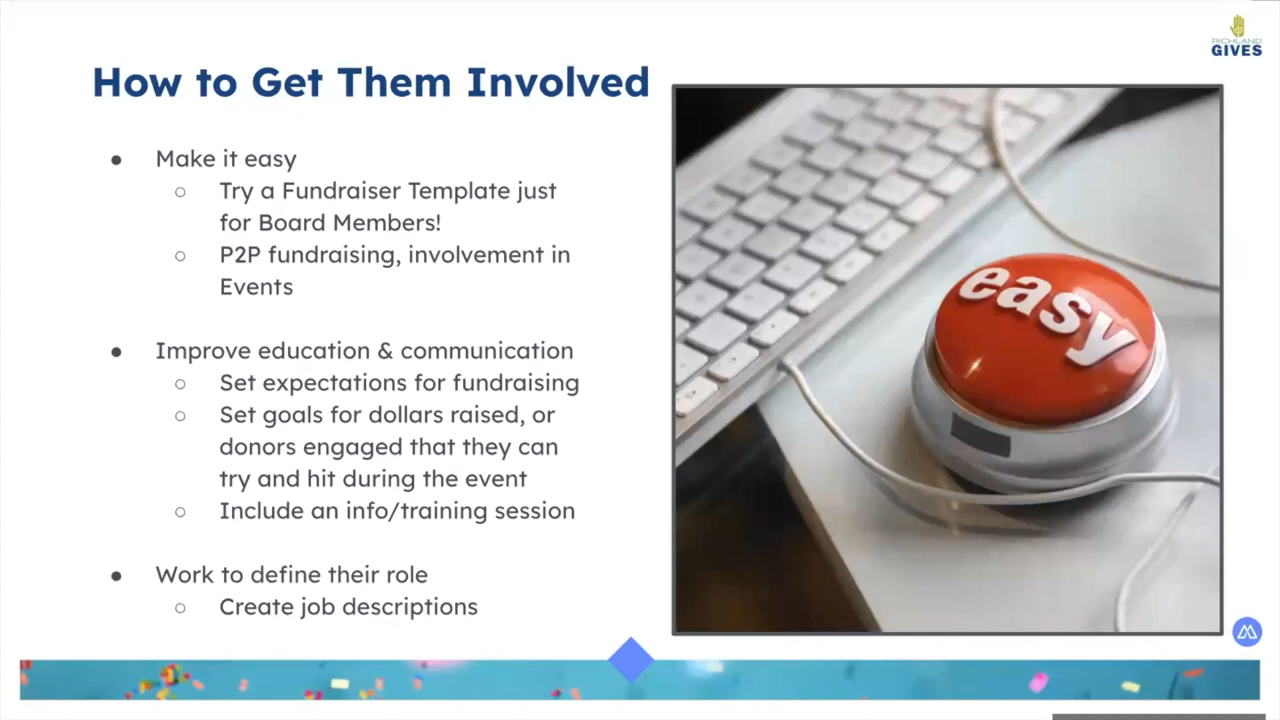 RICHLAND
GIVES
How to Get Them Involved
● Make it easy
○ Try a Fundraiser Template just
for Board Members!
○ P2P fundraising, involvement in
Events
● Improve education & communication
○ Set expectations for fundraising
○ Set goals for dollars raised, or
donors engaged that they can
try and hit during the event
○ Include an info/training session
● Work to define their role
○ Create job descriptions
easy